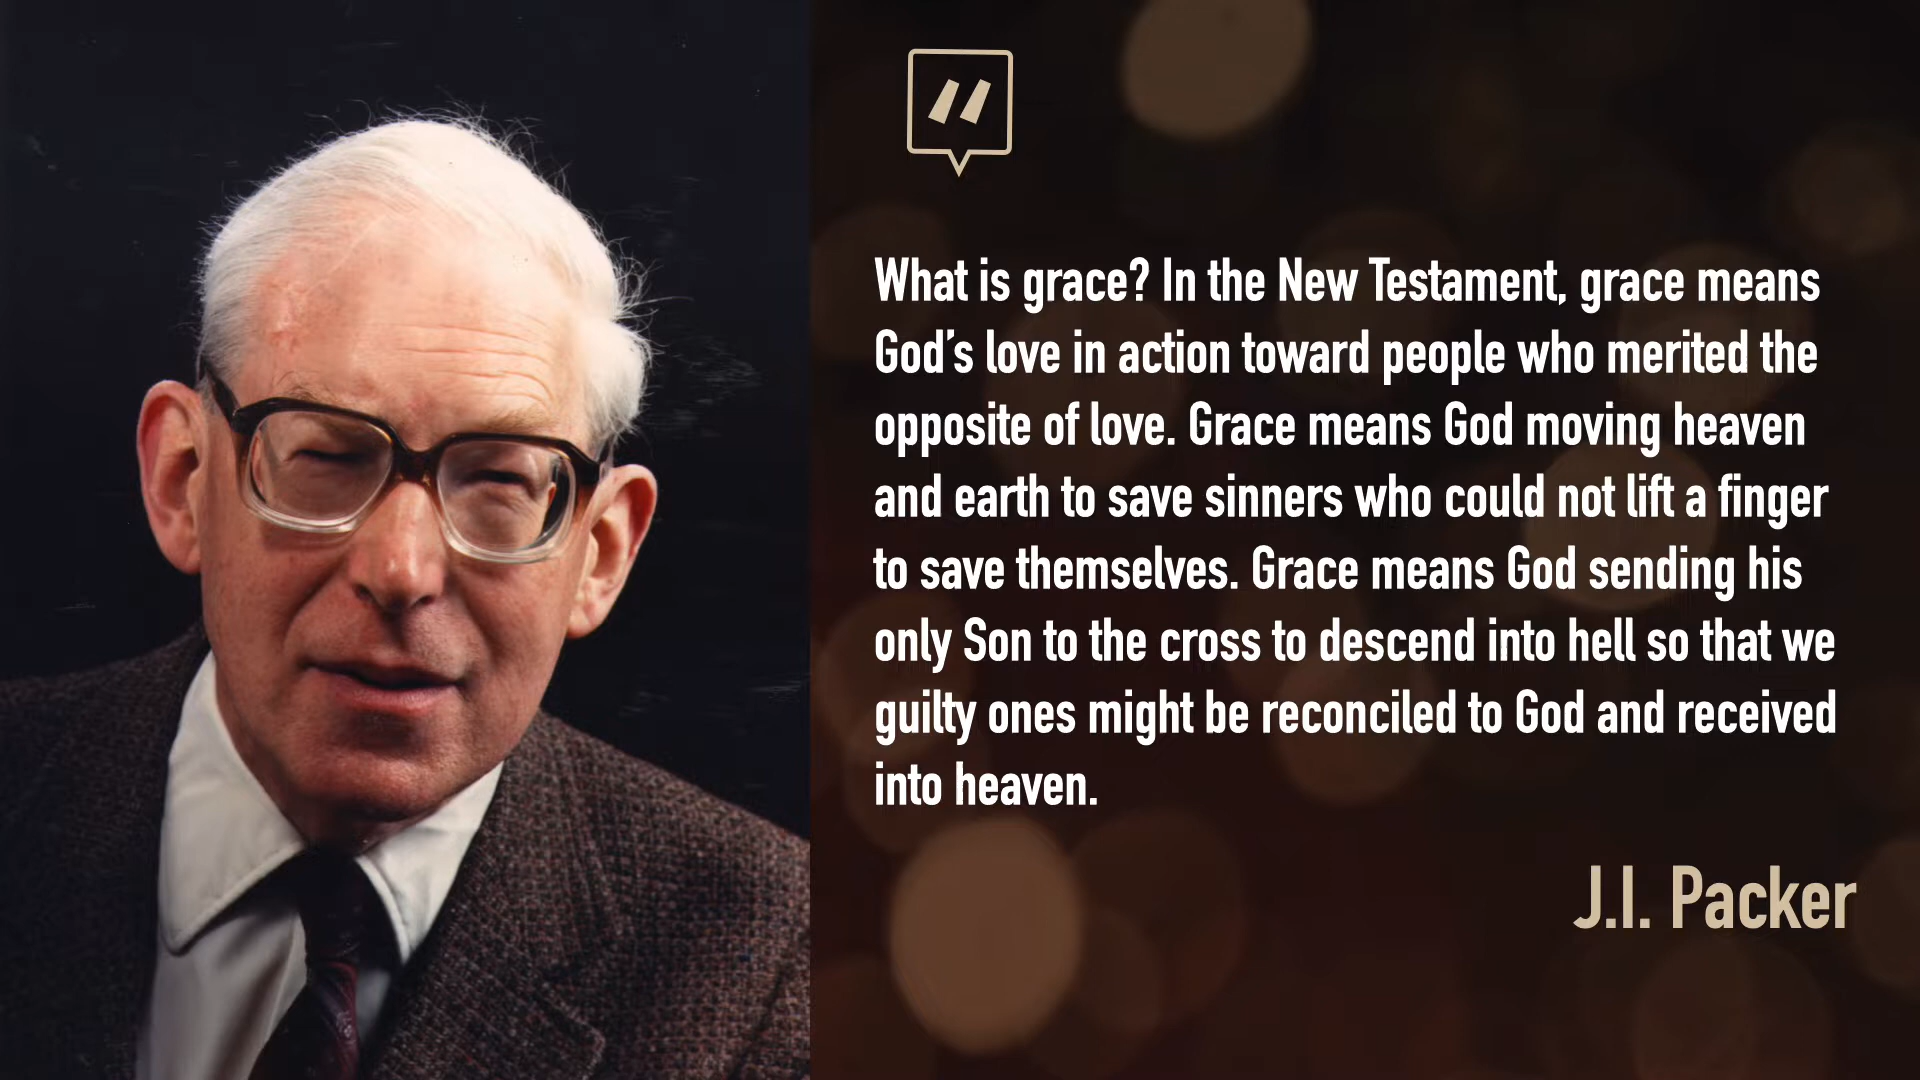 What is grace? In the New Testament, grace means
God’s love in action toward people who merited the
opposite of love. Grace means God moving heaven
and earth to save sinners who could not lift a finger
to save themselves. Grace means God sending his
only Son to the cross to descend into hell so that we
guilty ones might be reconciled to God and received
into heaven.
J.I. Packer